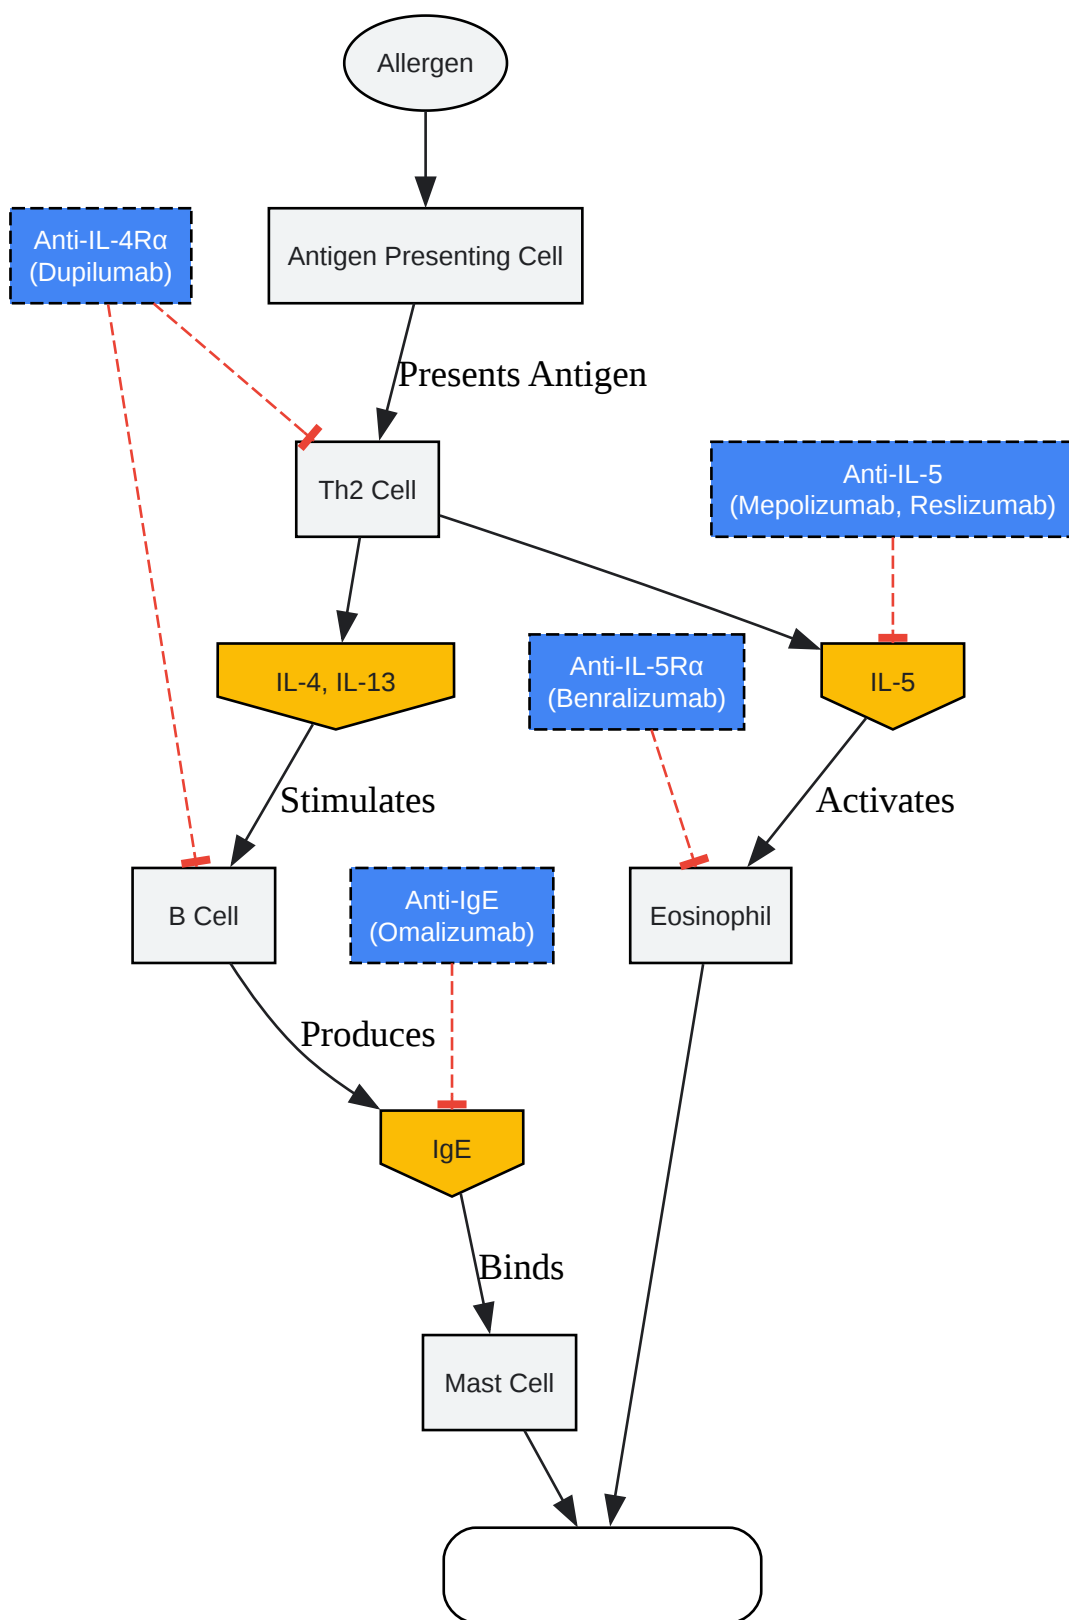 Allergen
Anti-IL-4Rα
(Dupilumab)
Antigen Presenting Cell
Presents Antigen
Th2 Cell
Anti-IL-5
(Mepolizumab, Reslizumab)
IL-4, IL-13
Anti-IL-5Rα
(Benralizumab)
IL-5
Stimulates
Activates
B Cell
Anti-IgE
(Omalizumab)
Eosinophil
Produces
IgE
Binds
Mast Cell